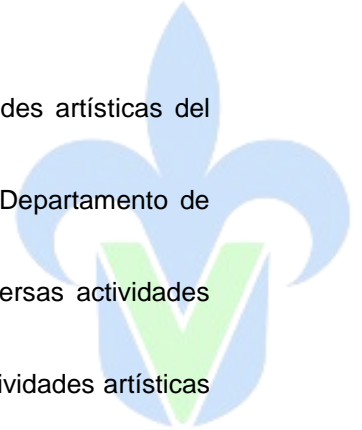 des artísticas del
Departamento de
ersas actividades
ividades artísticas